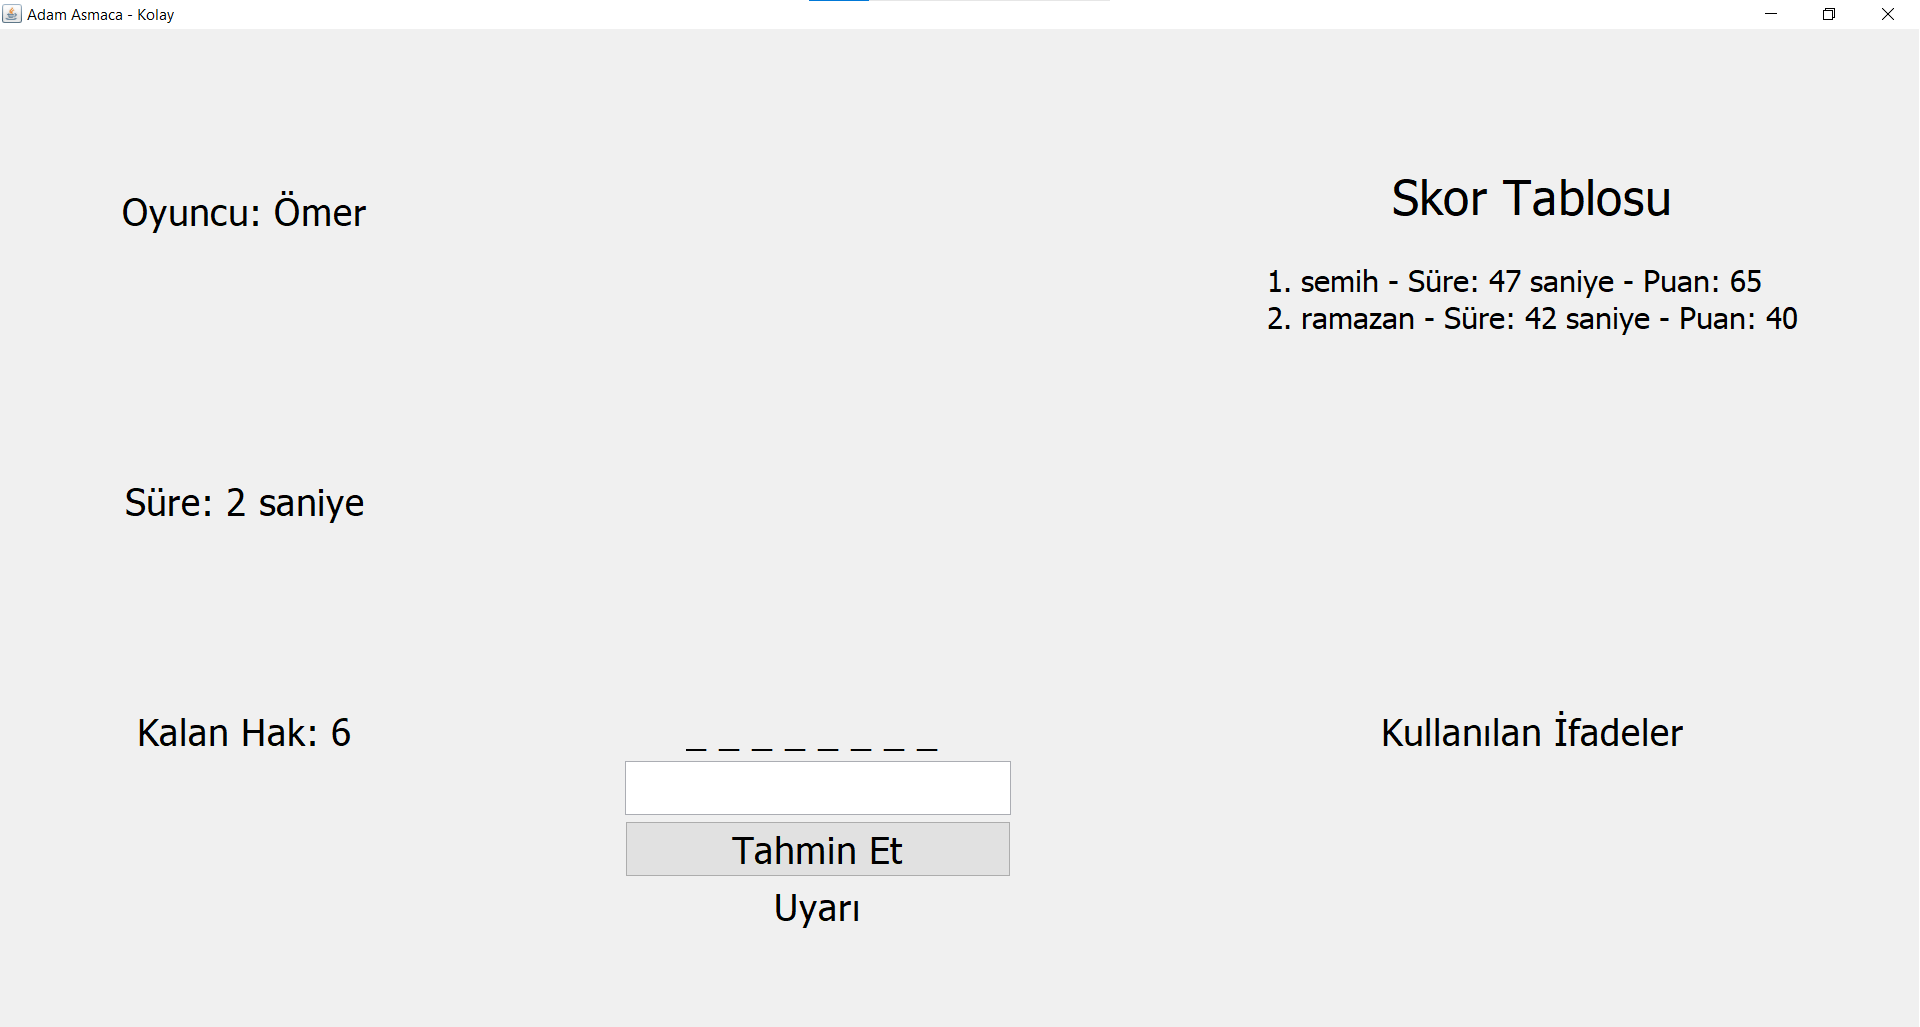 Adam Asmaca - Kolay
Oyuncu: Ömer
Süre: 2 saniye
Kalan Hak: 6
_ _ _ _ _ _ _ _
Tahmin Et
Uyarı
Skor Tablosu
1. semih - Süre: 47 saniye - Puan: 65
2. ramazan - Süre: 42 saniye - Puan: 40
Kullanılan İfadeler